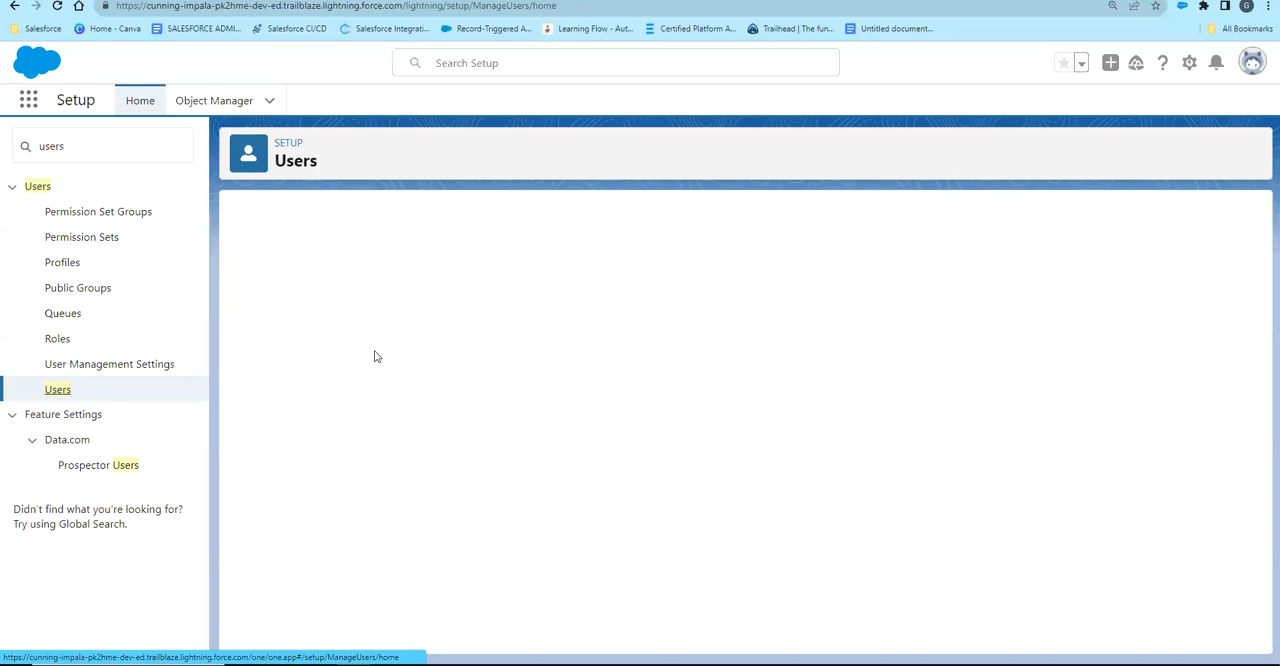 https://cunning-impala-pk2hme-dev-ed.trailblaze.lightning.force.com/lightning/setup/ManageUsers/home
Salesforce
Home - Canva
SALESFORCE ADMI...
Salesforce CI/CD
Salesforce Integrati...
Record-Triggered A...
Learning Flow - Aut...
Certified Platform A...
Trailhead | The fun...
Untitled document...
All Bookmarks
Search Setup
Setup
Home
Object Manager
users
SETUP
Users
Users
Permission Set Groups
Permission Sets
Profiles
Public Groups
Queues
Roles
User Management Settings
Users
Feature Settings
Data.com
Prospector Users
Didn't find what you're looking for?
Try using Global Search.
https://cunning-impala-pk2hme-dev-ed.trailblaze.lightning.force.com/one/one.app#/setup/ManageUsers/home